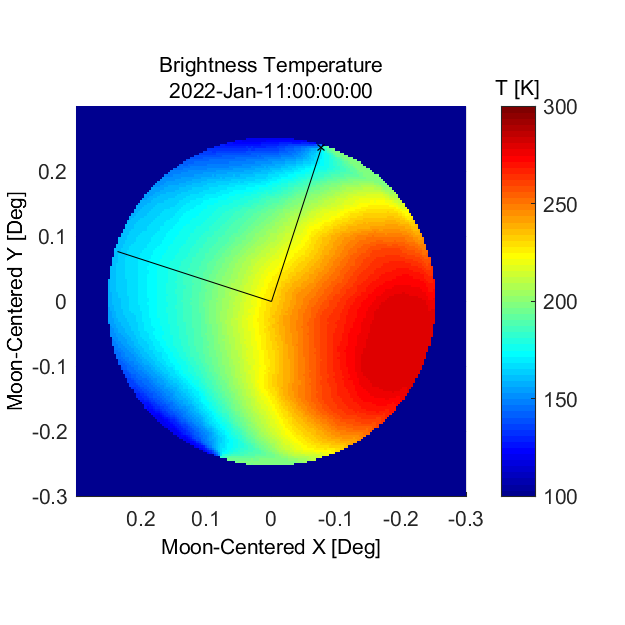 Brightness Temperature
2022-Jan-11:00:00:00
T [K]
300
250
200
150
100
Moon-Centered Y [Deg]
0.2
0.1
0
-0.1
-0.2
-0.3
0.2 0.1 0 -0.1 -0.2 -0.3
Moon-Centered X [Deg]